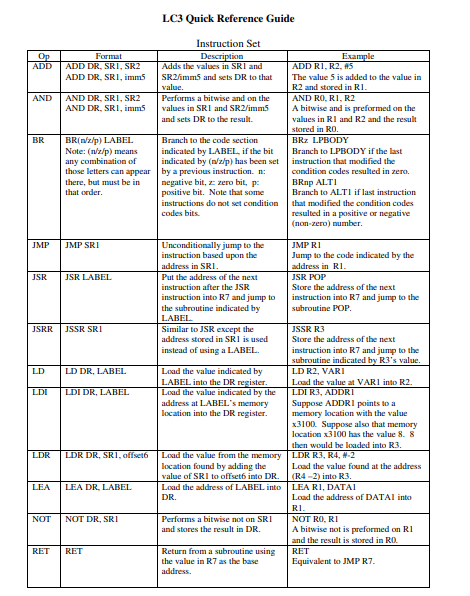 LC3 Quick Reference Guide
Instruction Set
Op Format Description Example
ADD ADD DR, SR1, SR2 Adds the values in SR1 and ADD R1, R2, #5
ADD DR, SR1, imm5 SR2/imm5 and sets DR to that The value 5 is added to the value in
value. R2 and stored in R1.
AND AND DR, SR1, SR2 Performs a bitwise and on the AND R0, R1, R2
AND DR, SR1, imm5 values in SR1 and SR2/imm5 A bitwise and is preformed on the
and sets DR to the result. values in R1 and R2 and the result
stored in R0.
BR BR(n/z/p) LABEL Branch to the code section BRz LPBODY
Note: (n/z/p) means indicated by LABEL, if the bit Branch to LPBODY if the last
any combination of indicated by (n/z/p) has been set instruction that modified the
those letters can appear by a previous instruction. n: condition codes resulted in zero.
there, but must be in negative bit, z: zero bit, p: BRnp ALT1
that order. positive bit. Note that some Branch to ALT1 if last instruction
instructions do not set condition that modified the condition codes
codes bits. resulted in a positive or negative
(non-zero) number.
JMP JMP SR1 Unconditionally jump to the JMP R1
instruction based upon the Jump to the code indicated by the
address in SR1. address in R1.
JSR JSR LABEL Put the address of the next JSR POP
instruction after the JSR Store the address of the next
instruction into R7 and jump to instruction into R7 and jump to the
the subroutine indicated by subroutine POP.
LABEL.
JSRR JSSR SR1 Similar to JSR except the JSSR R3
address stored in SR1 is used Store the address of the next
instead of using a LABEL. instruction into R7 and jump to the
subroutine indicated by R3's value.
LD LD DR, LABEL Load the value indicated by LD R2, VAR1
LABEL into the DR register. Load the value at VAR1 into R2.
LDI LDI DR, LABEL Load the value indicated by the LDI R3, ADDR1
address at LABEL's memory Suppose ADDR1 points to a
location into the DR register. memory location with the value
x3100. Suppose also that memory
location x3100 has the value 8. 8
then would be loaded into R3.
LDR LDR DR, SR1, offset6 Load the value from the memory LDR R3, R4, #-2
location found by adding the Load the value found at the address
value of SR1 to offset6 into DR. (R4 –2) into R3.
LEA LEA DR, LABEL Load the address of LABEL into LEA R1, DATA1
DR. Load the address of DATA1 into
R1.
NOT NOT DR, SR1 Performs a bitwise not on SR1 NOT R0, R1
and stores the result in DR. A bitwise not is preformed on R1
and the result is stored in R0.
RET RET Return from a subroutine using RET
the value in R7 as the base Equivalent to JMP R7.
address.